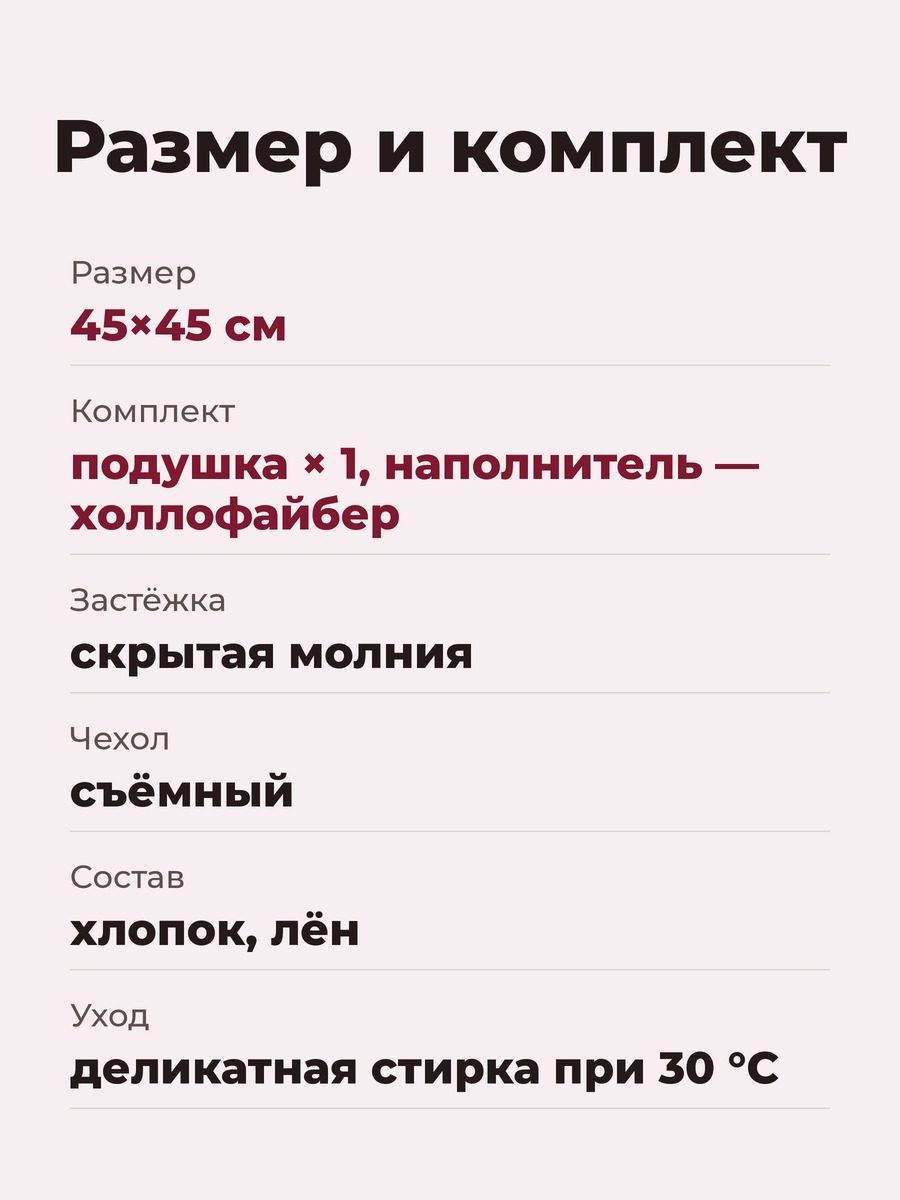 Размер и комплект
Размер
45×45 см
Комплект
подушка × 1, наполнитель —
холлофайбер
Застёжка
скрытая молния
Чехол
съёмный
Состав
хлопок, лён
Уход
деликатная стирка при 30 °C